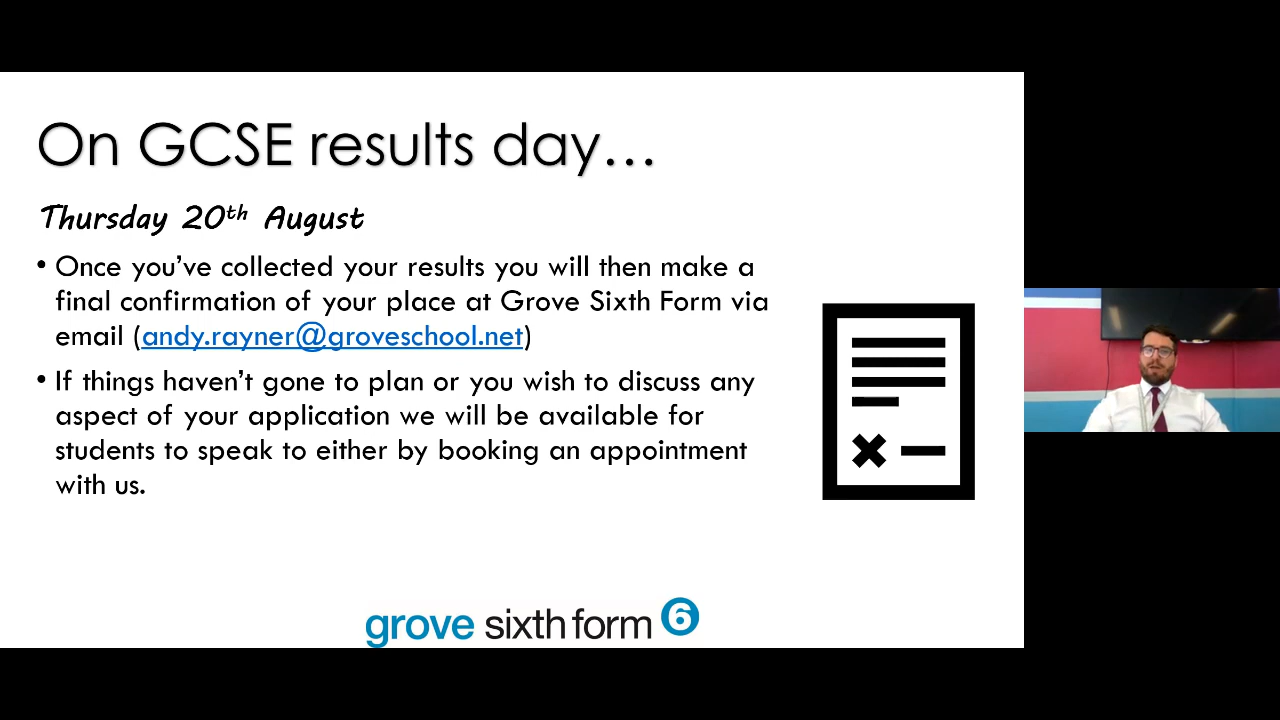 On GCSE results day…
Thursday 20th August
• Once you’ve collected your results you will then make a
final confirmation of your place at Grove Sixth Form via
email (andy.rayner@groveschool.net)
• If things haven’t gone to plan or you wish to discuss any
aspect of your application we will be available for
students to speak to either by booking an appointment
with us.
grove sixth form 6